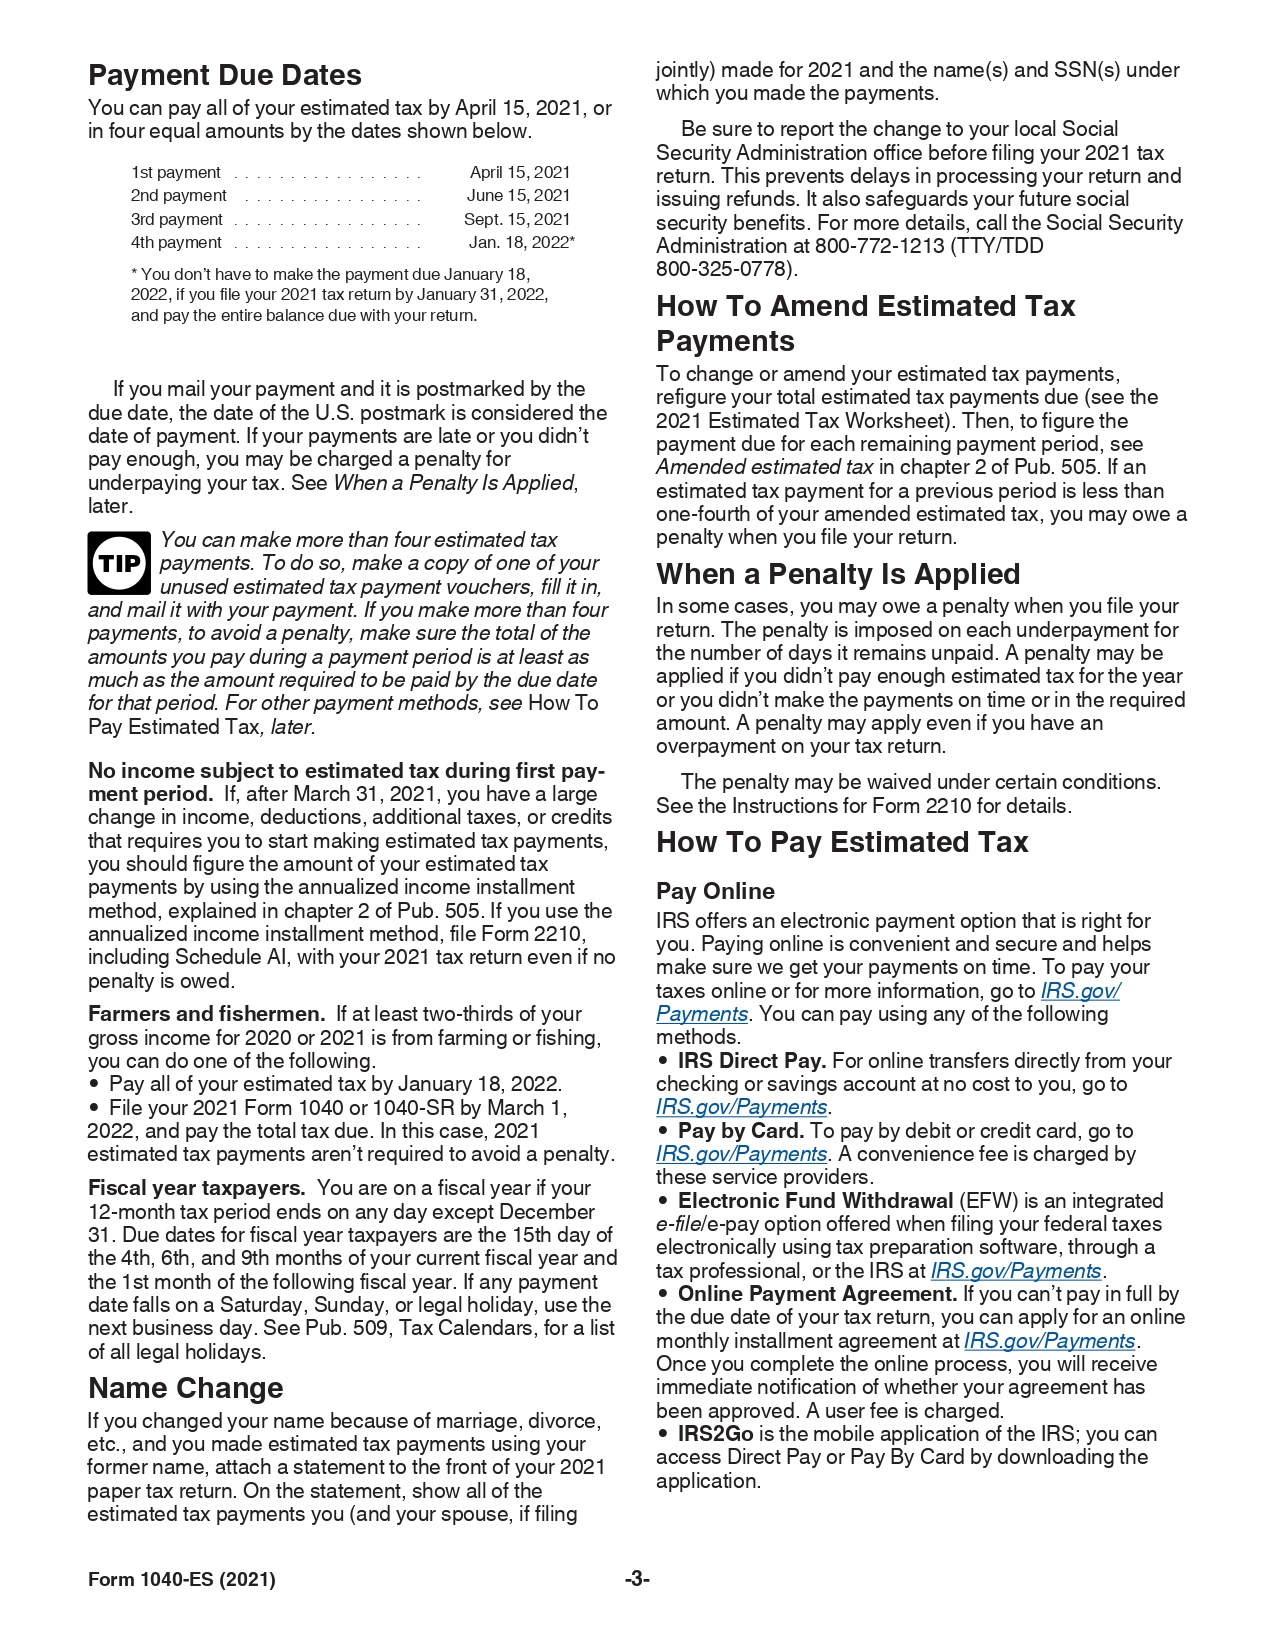 Payment Due Dates
You can pay all of your estimated tax by April 15, 2021, or
in four equal amounts by the dates shown below.
1st payment . . . . . . . . . . . . . . . . . April 15, 2021
2nd payment . . . . . . . . . . . . . . . . June 15, 2021
3rd payment . . . . . . . . . . . . . . . . . Sept. 15, 2021
4th payment . . . . . . . . . . . . . . . . . Jan. 18, 2022*
* You don’t have to make the payment due January 18,
2022, if you file your 2021 tax return by January 31, 2022,
and pay the entire balance due with your return.
If you mail your payment and it is postmarked by the
due date, the date of the U.S. postmark is considered the
date of payment. If your payments are late or you didn’t
pay enough, you may be charged a penalty for
underpaying your tax. See When a Penalty Is Applied,
later.
TIP
You can make more than four estimated tax
payments. To do so, make a copy of one of your
unused estimated tax payment vouchers, fill it in,
and mail it with your payment. If you make more than four
payments, to avoid a penalty, make sure the total of the
amounts you pay during a payment period is at least as
much as the amount required to be paid by the due date
for that period. For other payment methods, see How To
Pay Estimated Tax, later.
No income subject to estimated tax during first pay-
ment period. If, after March 31, 2021, you have a large
change in income, deductions, additional taxes, or credits
that requires you to start making estimated tax payments,
you should figure the amount of your estimated tax
payments by using the annualized income installment
method, explained in chapter 2 of Pub. 505. If you use the
annualized income installment method, file Form 2210,
including Schedule AI, with your 2021 tax return even if no
penalty is owed.
Farmers and fishermen. If at least two-thirds of your
gross income for 2020 or 2021 is from farming or fishing,
you can do one of the following.
• Pay all of your estimated tax by January 18, 2022.
• File your 2021 Form 1040 or 1040-SR by March 1,
2022, and pay the total tax due. In this case, 2021
estimated tax payments aren’t required to avoid a penalty.
Fiscal year taxpayers. You are on a fiscal year if your
12-month tax period ends on any day except December
31. Due dates for fiscal year taxpayers are the 15th day of
the 4th, 6th, and 9th months of your current fiscal year and
the 1st month of the following fiscal year. If any payment
date falls on a Saturday, Sunday, or legal holiday, use the
next business day. See Pub. 509, Tax Calendars, for a list
of all legal holidays.
Name Change
If you changed your name because of marriage, divorce,
etc., and you made estimated tax payments using your
former name, attach a statement to the front of your 2021
paper tax return. On the statement, show all of the
estimated tax payments you (and your spouse, if filing
jointly) made for 2021 and the name(s) and SSN(s) under
which you made the payments.
Be sure to report the change to your local Social
Security Administration office before filing your 2021 tax
return. This prevents delays in processing your return and
issuing refunds. It also safeguards your future social
security benefits. For more details, call the Social Security
Administration at 800-772-1213 (TTY/TDD
800-325-0778).
How To Amend Estimated Tax
Payments
To change or amend your estimated tax payments,
refigure your total estimated tax payments due (see the
2021 Estimated Tax Worksheet). Then, to figure the
payment due for each remaining payment period, see
Amended estimated tax in chapter 2 of Pub. 505. If an
estimated tax payment for a previous period is less than
one-fourth of your amended estimated tax, you may owe a
penalty when you file your return.
When a Penalty Is Applied
In some cases, you may owe a penalty when you file your
return. The penalty is imposed on each underpayment for
the number of days it remains unpaid. A penalty may be
applied if you didn’t pay enough estimated tax for the year
or you didn’t make the payments on time or in the required
amount. A penalty may apply even if you have an
overpayment on your tax return.
The penalty may be waived under certain conditions.
See the Instructions for Form 2210 for details.
How To Pay Estimated Tax
Pay Online
IRS offers an electronic payment option that is right for
you. Paying online is convenient and secure and helps
make sure we get your payments on time. To pay your
taxes online or for more information, go to IRS.gov/
Payments. You can pay using any of the following
methods.
• IRS Direct Pay. For online transfers directly from your
checking or savings account at no cost to you, go to
IRS.gov/Payments.
• Pay by Card. To pay by debit or credit card, go to
IRS.gov/Payments. A convenience fee is charged by
these service providers.
• Electronic Fund Withdrawal (EFW) is an integrated
e-file/e-pay option offered when filing your federal taxes
electronically using tax preparation software, through a
tax professional, or the IRS at IRS.gov/Payments.
• Online Payment Agreement. If you can’t pay in full by
the due date of your tax return, you can apply for an online
monthly installment agreement at IRS.gov/Payments.
Once you complete the online process, you will receive
immediate notification of whether your agreement has
been approved. A user fee is charged.
• IRS2Go is the mobile application of the IRS; you can
access Direct Pay or Pay By Card by downloading the
application.
Form 1040-ES (2021)
-3-